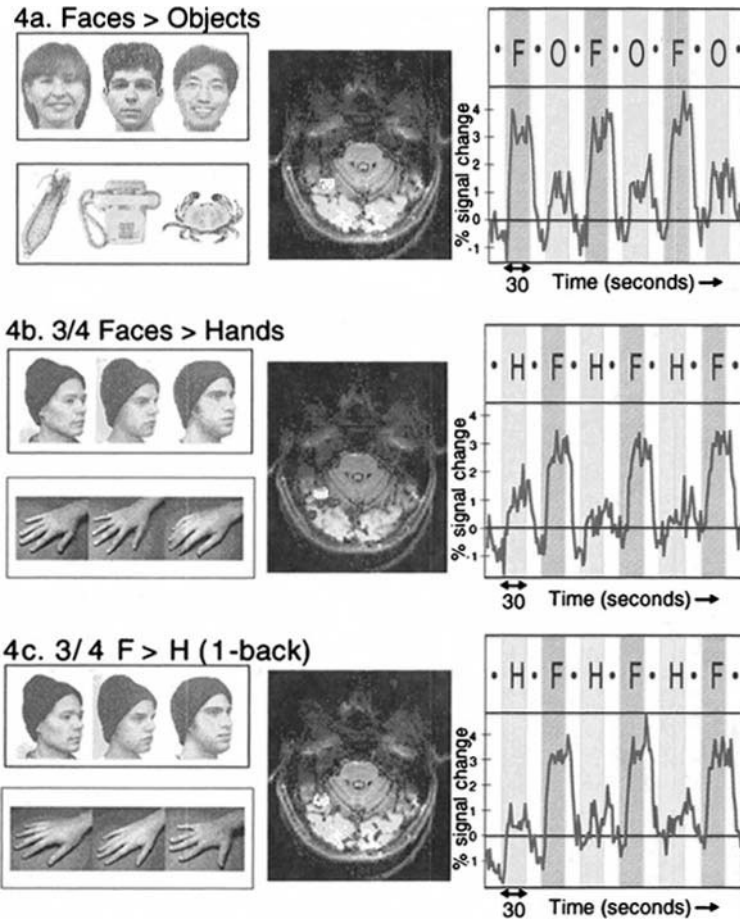 4a. Faces > Objects
• F • O • F • O • F • O •
% signal change
4
3
2
1
0
-1
30
Time (seconds) →
4b. 3/4 Faces > Hands
• H • F • H • F • H • F •
% signal change
4
3
2
1
0
-1
30
Time (seconds) →
4c. 3/4 F > H (1-back)
• H • F • H • F • H • F •
% signal change
4
3
2
1
0
-1
30
Time (seconds) →